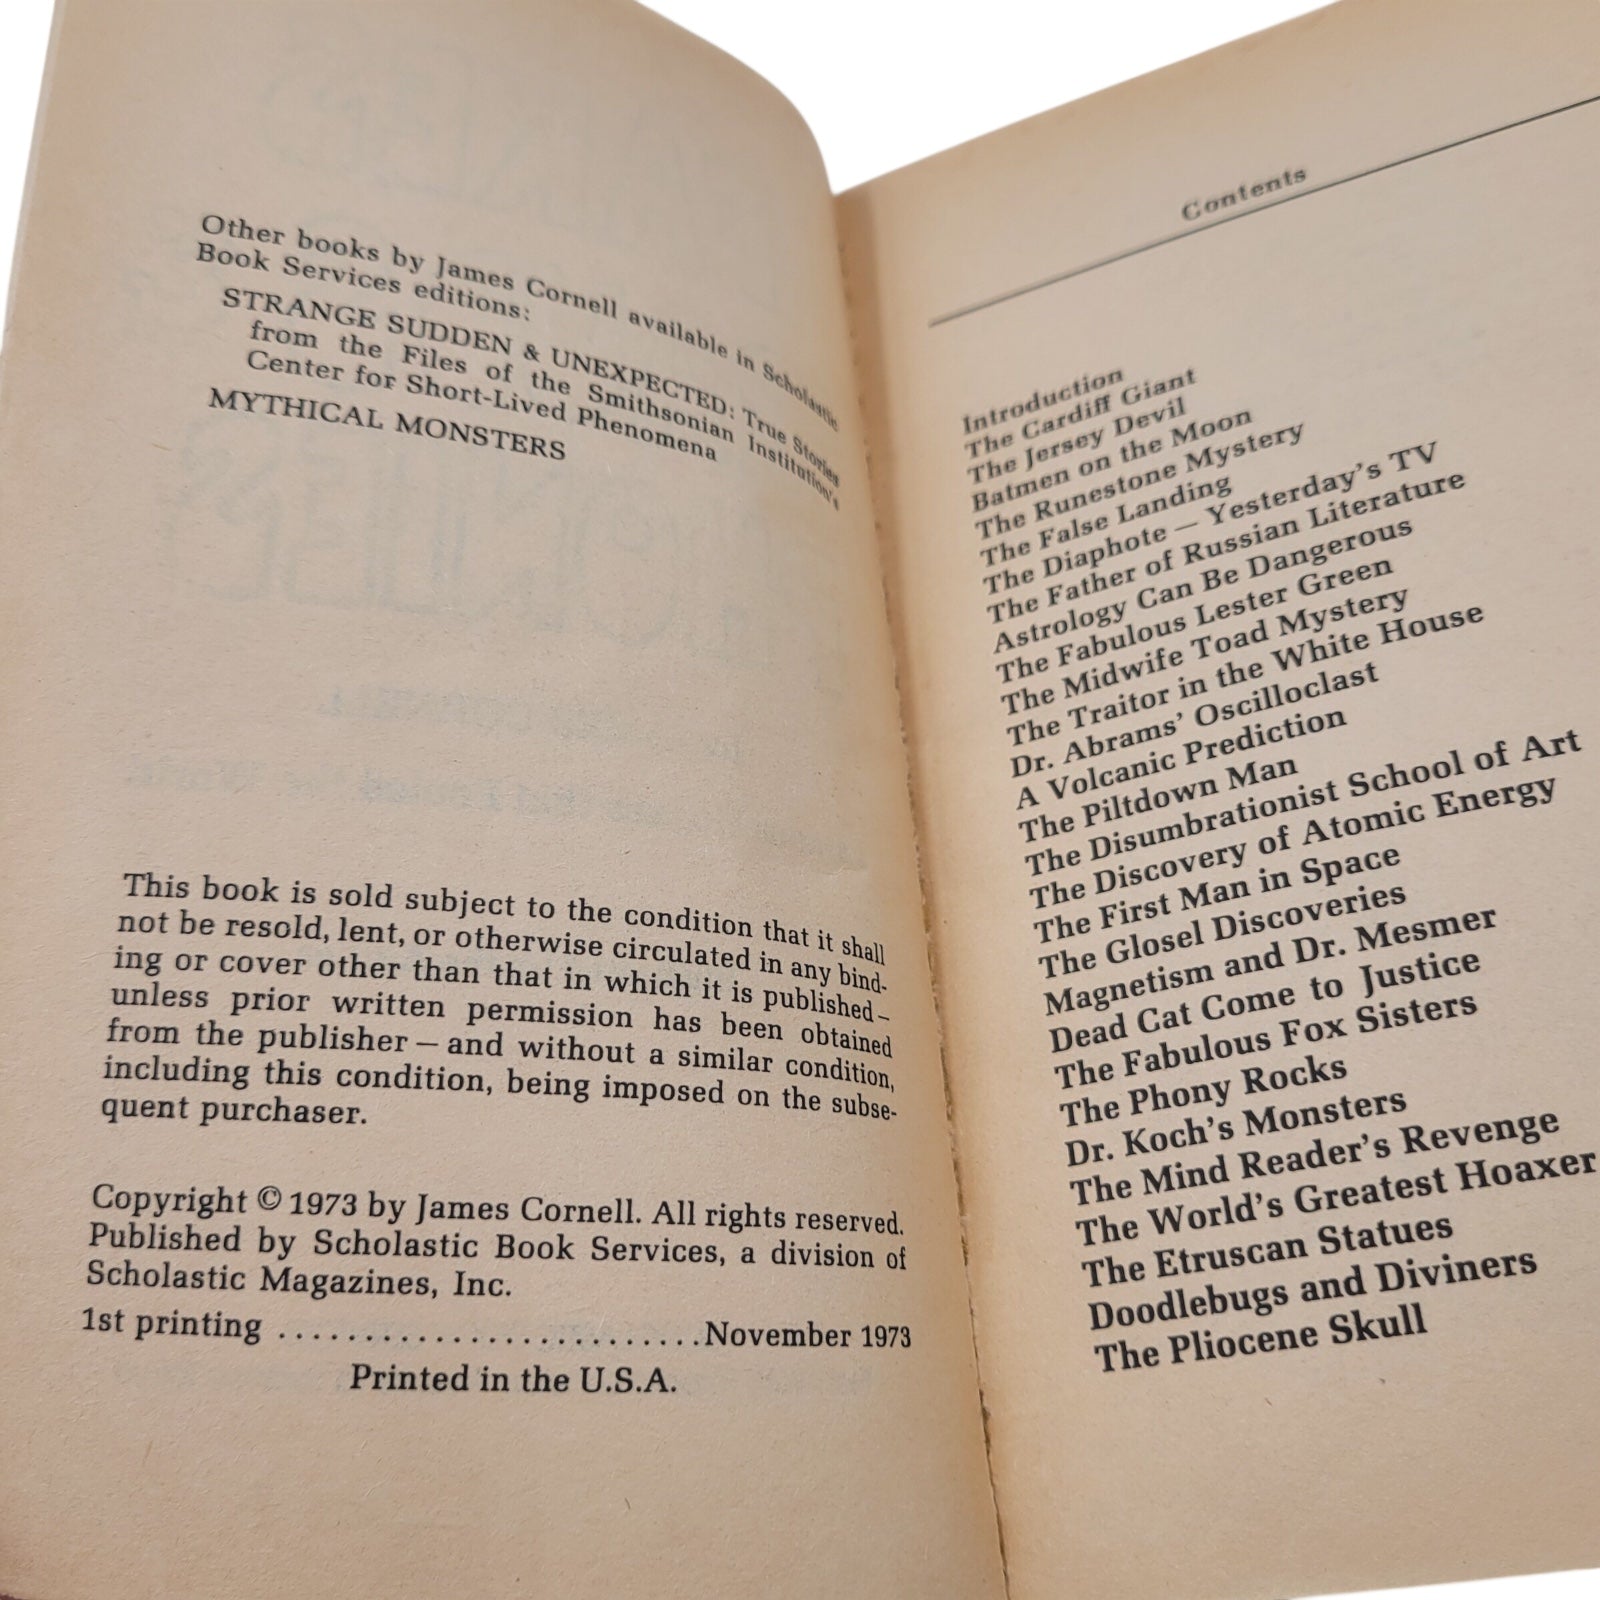 Other books by James Cornell available in Scholastic
Book Services editions:
STRANGE SUDDEN & UNEXPECTED: True Stories
from the Files of the Smithsonian Institution's
Center for Short-Lived Phenomena
MYTHICAL MONSTERS
This book is sold subject to the condition that it shall
not be resold, lent, or otherwise circulated in any bind-
ing or cover other than that in which it is published—
unless prior written permission has been obtained
from the publisher — and without a similar condition,
including this condition, being imposed on the subse-
quent purchaser.
Copyright © 1973 by James Cornell. All rights reserved.
Published by Scholastic Book Services, a division of
Scholastic Magazines, Inc.
1st printing .........................November 1973
Printed in the U.S.A.
Contents
Introduction
The Cardiff Giant
The Jersey Devil
Batmen on the Moon
The Runestone Mystery
The False Landing
The Diaphote — Yesterday's TV
The Father of Russian Literature
Astrology Can Be Dangerous
The Fabulous Lester Green
The Midwife Toad Mystery
The Traitor in the White House
Dr. Abrams' Oscilloclast
A Volcanic Prediction
The Piltdown Man
The Disumbrationist School of Art
The Discovery of Atomic Energy
The First Man in Space
The Glosel Discoveries
Magnetism and Dr. Mesmer
Dead Cat Come to Justice
The Fabulous Fox Sisters
The Phony Rocks
Dr. Koch's Monsters
The Mind Reader's Revenge
The World's Greatest Hoaxer
The Etruscan Statues
Doodlebugs and Diviners
The Pliocene Skull